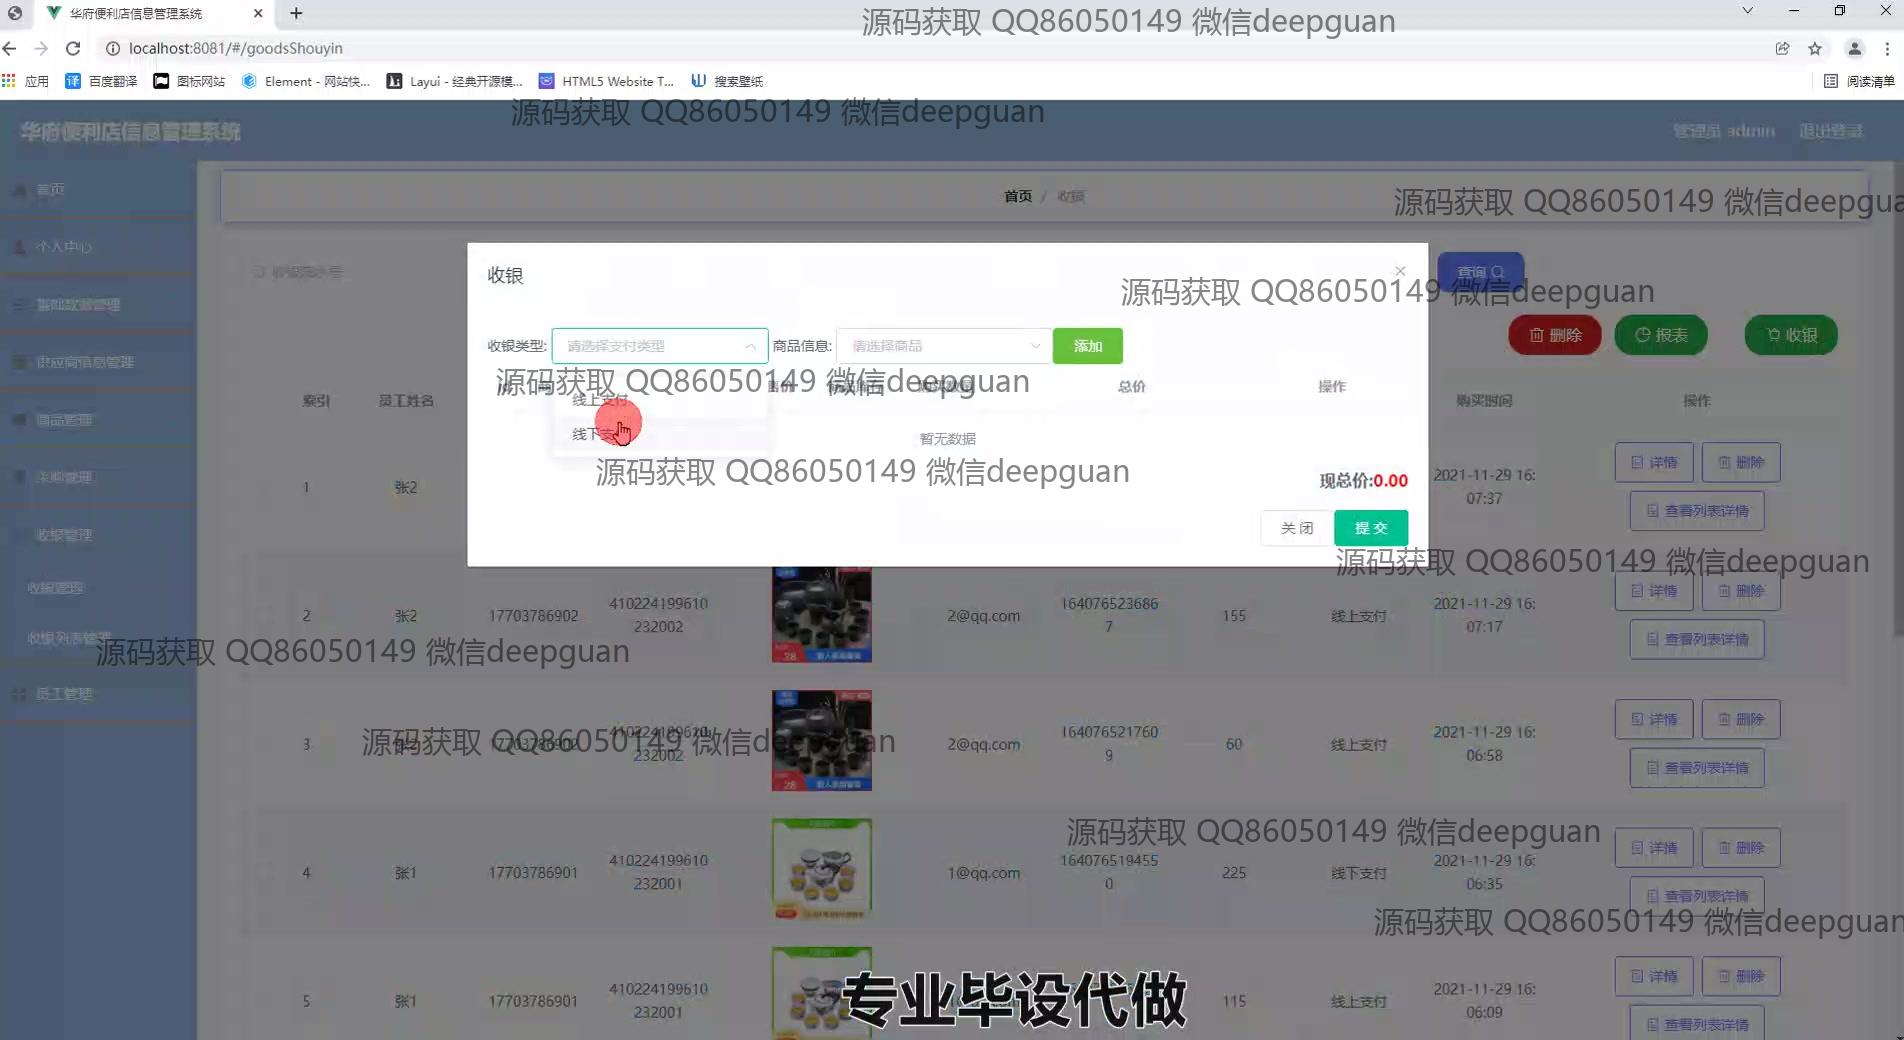 华府便利店信息管理系统
源码获取 QQ86050149 微信deepguan
localhost:8081/#/goodsShouyin
应用 百度翻译 图标网站 Element - 网站快... Layui - 经典开源模... HTML5 Website T... 搜索壁纸 阅读清单
源码获取 QQ86050149 微信deepguan
华府便利店信息管理系统 管理员 admin 退出登录
首页
首页 / 收银
源码获取 QQ86050149 微信deepgua
个人中心
收银流水号
收银
查询
基础数据管理
源码获取 QQ86050149 微信deepguan
删除 报表 收银
收银类型: 请选择支付类型 商品信息: 请选择商品 添加
供应商信息管理
源码获取 QQ86050149 微信deepguan
总价 操作
索引 员工姓名 购买时间 操作
线上支付
商品管理
线下支
暂无数据
源码获取 QQ86050149 微信deepguan
采购管理
现总价:0.00
1 张2 2021-11-29 16:
07:37
详情 删除
查看列表详情
关 闭 提 交
收银管理
源码获取 QQ86050149 微信deepguan
收银管理
2 张2 17703786902 410224199610
232002 2@qq.com 164076523686
7 155 线上支付 2021-11-29 16:
07:17
详情 删除
查看列表详情
收银列表管理
源码获取 QQ86050149 微信deepguan
员工管理
3 张2 17703786902 410224199610
232002 2@qq.com 164076521760
9 60 线上支付 2021-11-29 16:
06:58
详情 删除
查看列表详情
源码获取 QQ86050149 微信deepguan
源码获取 QQ86050149 微信deepguan
4 张1 17703786901 410224199610
232001 1@qq.com 164076519455
0 225 线下支付 2021-11-29 16:
06:35
详情 删除
查看列表详情
源码获取 QQ86050149 微信deepguan
5 张1 17703786901 410224199610
232001 115 线上支付 2021-11-29 16:
06:09
详情 删除
查看列表详情
专业毕设代做